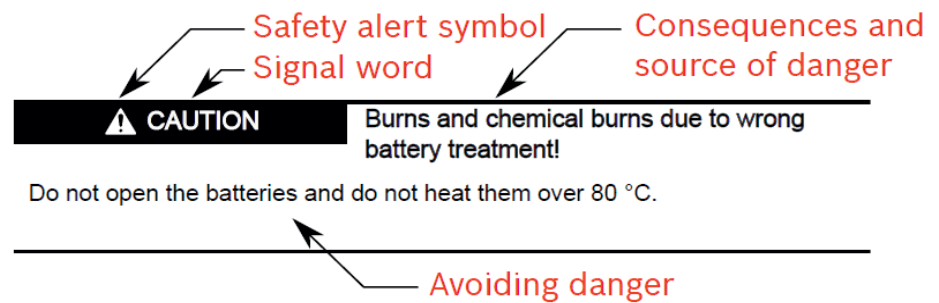 Safety alert symbol
Consequences and
Signal word
source of danger
CAUTION
Burns and chemical burns due to wrong
battery treatment!
Do not open the batteries and do not heat them over 80 °C.
Avoiding danger